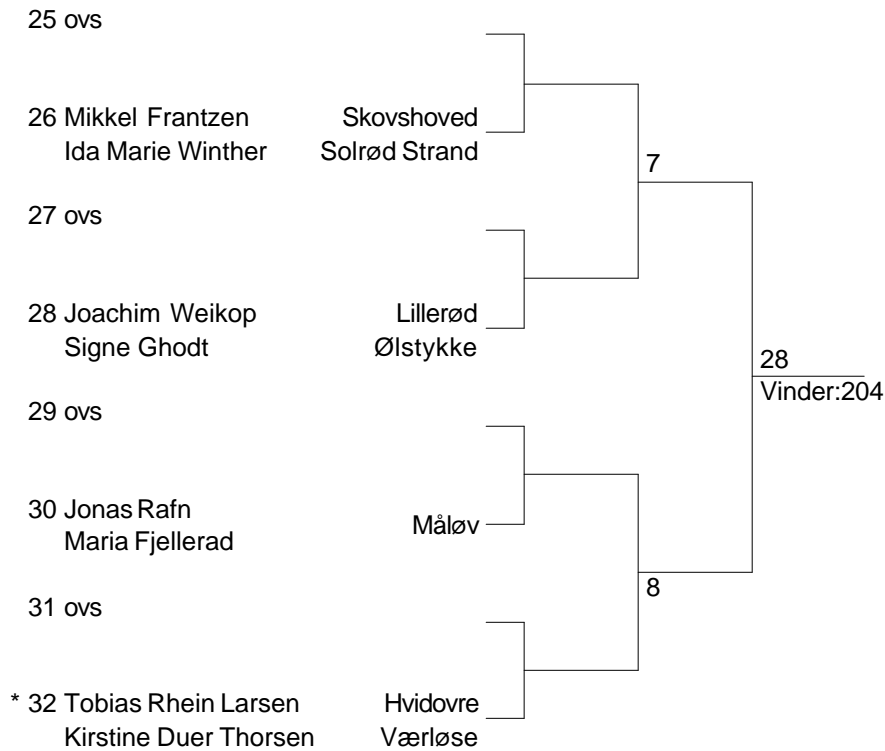 25 ovs
26 Mikkel Frantzen Skovshoved
Ida Marie Winther Solrød Strand
7
27 ovs
28 Joachim Weikop Lillerød
Signe Ghodt Ølstykke
28
Vinder:204
29 ovs
30 Jonas Rafn Måløv
Maria Fjellerad
8
31 ovs
* 32 Tobias Rhein Larsen Hvidovre
Kirstine Duer Thorsen Værløse